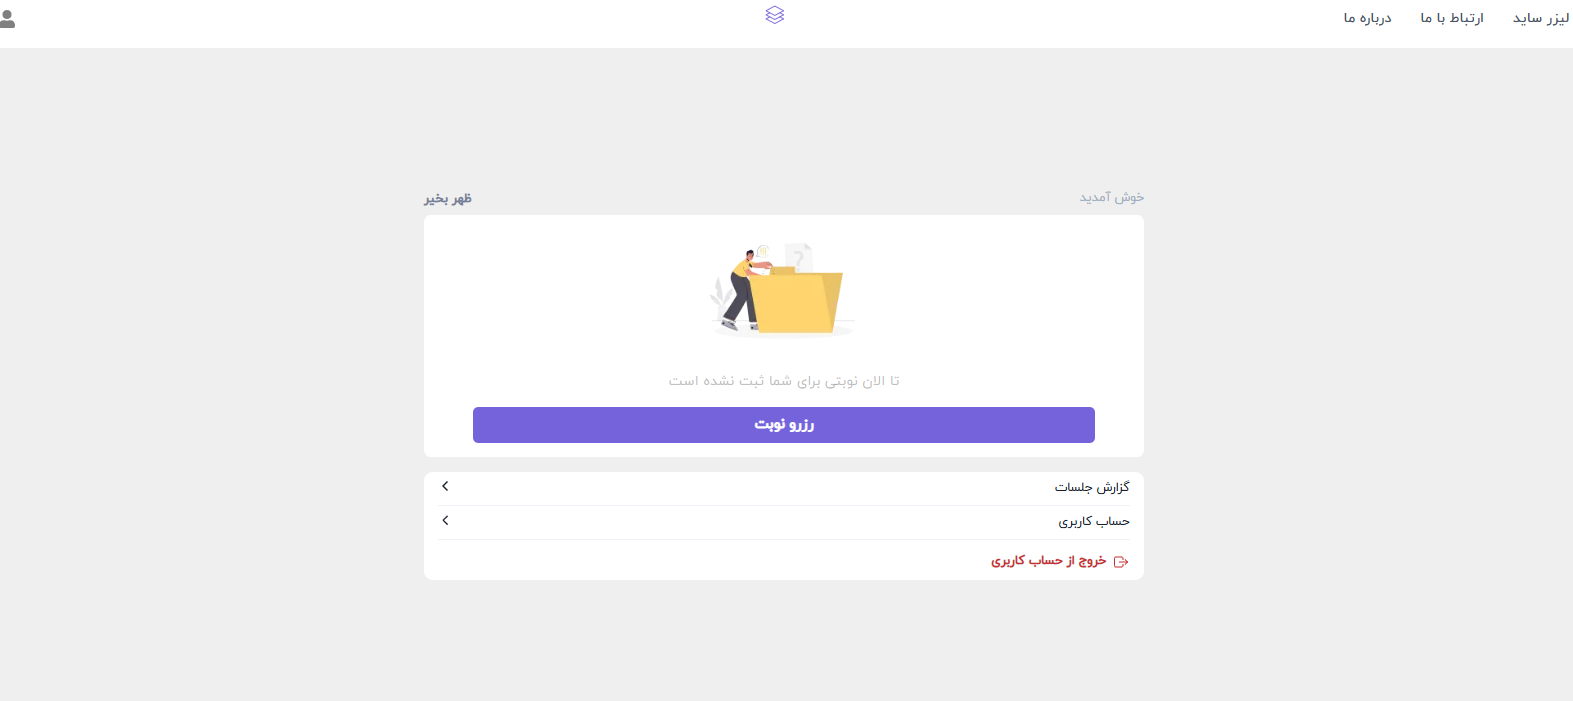 لیزر ساید
ارتباط با ما
درباره ما
خوش آمدید
ظهر بخیر
?
تا الان نوبتی برای شما ثبت نشده است
رزرو نوبت
گزارش جلسات
حساب کاربری
خروج از حساب کاربری